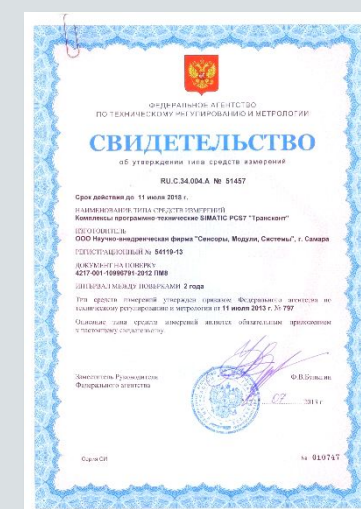 ФЕДЕРАЛЬНОЕ АГЕНТСТВО
ПО ТЕХНИЧЕСКОМУ РЕГУЛИРОВАНИЮ И МЕТРОЛОГИИ
СВИДЕТЕЛЬСТВО
об утверждении типа средств измерений
RU.C.34.004.A № 51457
Срок действия до 11 июля 2018 г.
НАИМЕНОВАНИЕ ТИПА СРЕДСТВ ИЗМЕРЕНИЙ
Комплексы программно-технические SIMATIC PCS7 "Трансконт"
ИЗГОТОВИТЕЛЬ
ООО Научно-внедренческая фирма "Сенсоры, Модули, Системы", г. Самара
РЕГИСТРАЦИОННЫЙ № 54119-13
ДОКУМЕНТ НА ПОВЕРКУ
4217-001-10996791-2012 ПМ8
ИНТЕРВАЛ МЕЖДУ ПОВЕРКАМИ 2 года
Тип средств измерений утвержден приказом Федерального агентства по
техническому регулированию и метрологии от 11 июля 2013 г. № 797
Описание типа средств измерений является обязательным приложением
к настоящему свидетельству.
Заместитель Руководителя
Федерального агентства
Ф.В.Булыгин
07
Серия СИ
№ 010747